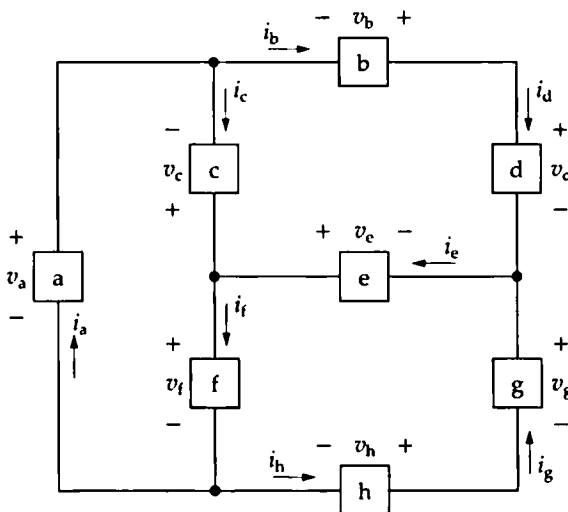 − v_b +
i_b
b
i_c
i_d
−
+
v_c
c
d
v_d
+
−
+ v_e −
+
i_e
v_a
a
e
−
i_a
i_f
+
+
v_f
f
g
v_g
−
−
− v_h +
i_h
i_g
h